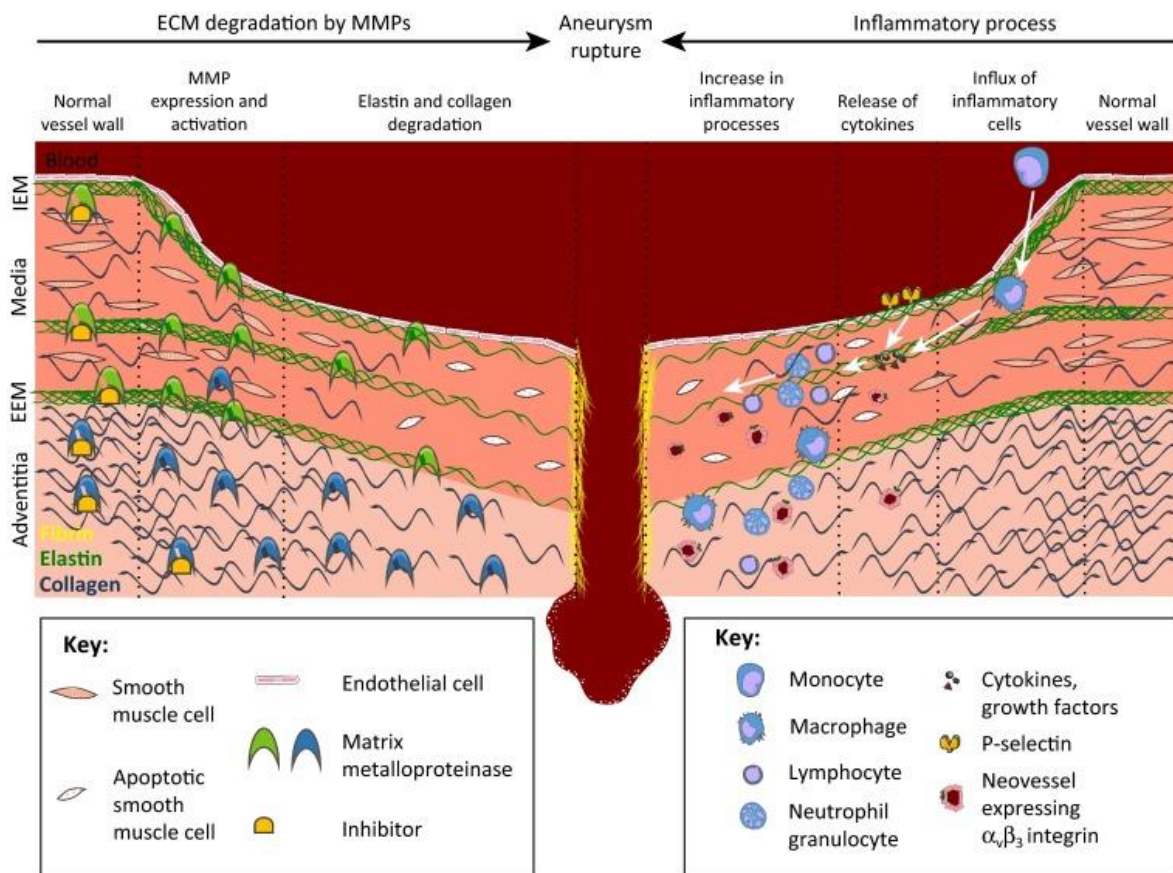 ECM degradation by MMPs
Aneurysm
rupture
Inflammatory process
Normal
vessel wall
MMP
expression and
activation
Elastin and collagen
degradation
Increase in
inflammatory
processes
Release of
cytokines
Influx of
inflammatory
cells
Normal
vessel wall
Blood
IEM
Media
EEM
Adventitia
Fibrin
Elastin
Collagen
Key:
Smooth
muscle cell
Apoptotic
smooth
muscle cell
Endothelial cell
Matrix
metalloproteinase
Inhibitor
Key:
Monocyte
Macrophage
Lymphocyte
Neutrophil
granulocyte
Cytokines,
growth factors
P-selectin
Neovessel
expressing
αvβ3 integrin